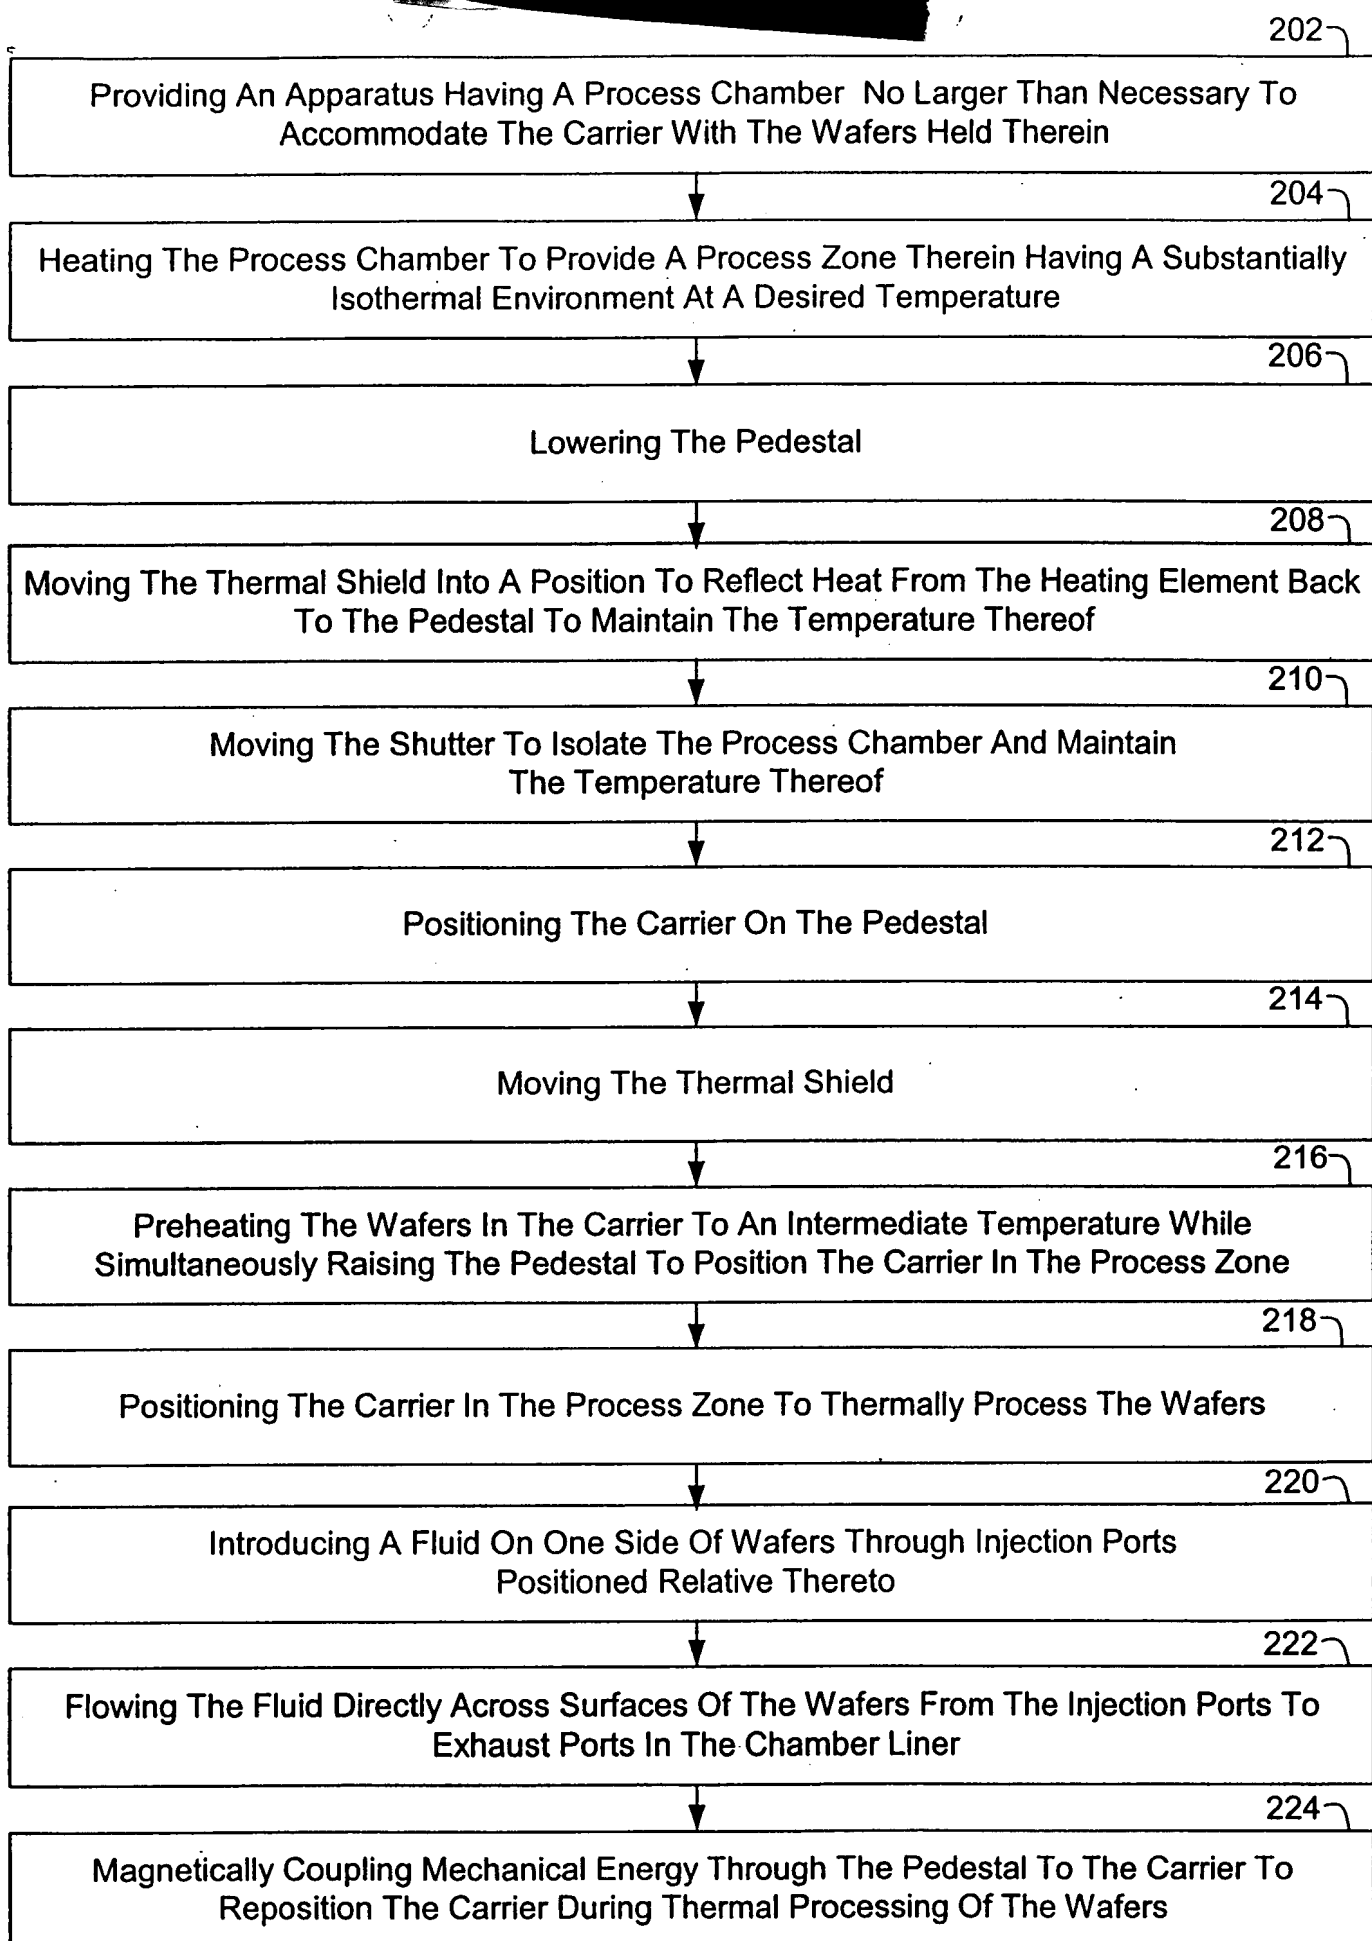 202
Providing An Apparatus Having A Process Chamber No Larger Than Necessary To
Accommodate The Carrier With The Wafers Held Therein
204
Heating The Process Chamber To Provide A Process Zone Therein Having A Substantially
Isothermal Environment At A Desired Temperature
206
Lowering The Pedestal
208
Moving The Thermal Shield Into A Position To Reflect Heat From The Heating Element Back
To The Pedestal To Maintain The Temperature Thereof
210
Moving The Shutter To Isolate The Process Chamber And Maintain
The Temperature Thereof
212
Positioning The Carrier On The Pedestal
214
Moving The Thermal Shield
216
Preheating The Wafers In The Carrier To An Intermediate Temperature While
Simultaneously Raising The Pedestal To Position The Carrier In The Process Zone
218
Positioning The Carrier In The Process Zone To Thermally Process The Wafers
220
Introducing A Fluid On One Side Of Wafers Through Injection Ports
Positioned Relative Thereto
222
Flowing The Fluid Directly Across Surfaces Of The Wafers From The Injection Ports To
Exhaust Ports In The Chamber Liner
224
Magnetically Coupling Mechanical Energy Through The Pedestal To The Carrier To
Reposition The Carrier During Thermal Processing Of The Wafers